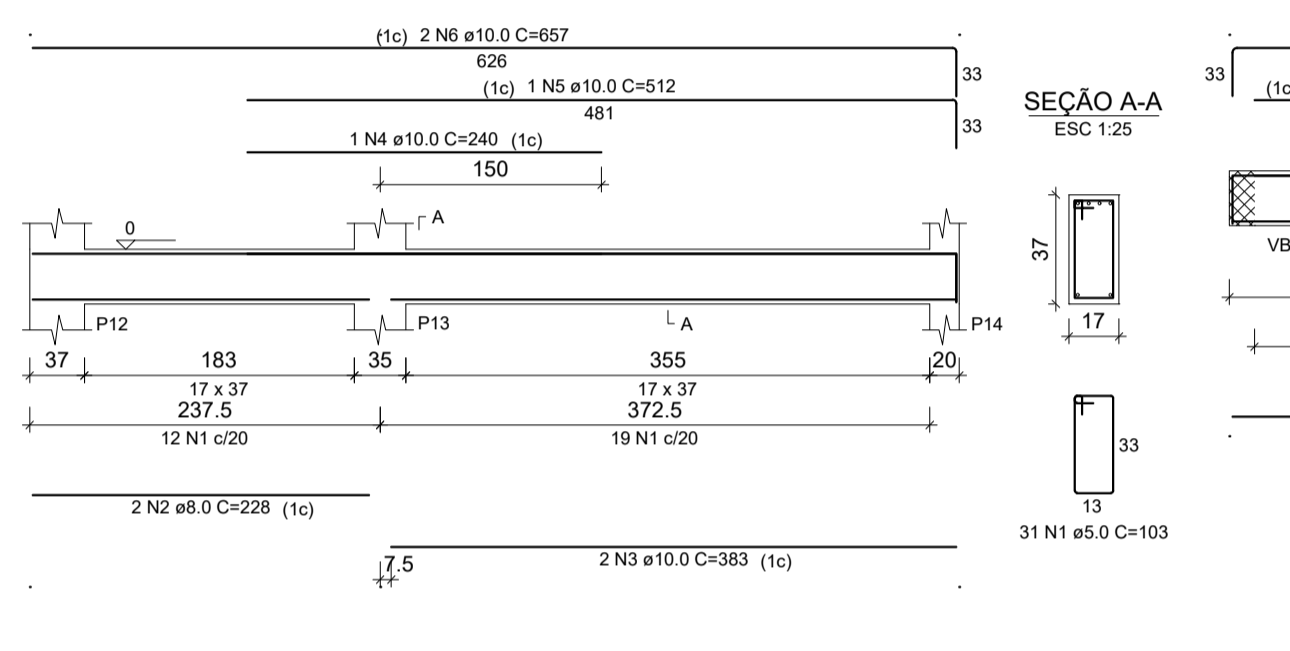 (1c) 2 N6 ø10.0 C=657
626
33
(1c) 1 N5 ø10.0 C=512
481
33
1 N4 ø10.0 C=240 (1c)
150
0
A
P12
P13
A
P14
37 183 35 355 20
17 x 37 17 x 37
237.5 372.5
12 N1 c/20 19 N1 c/20
2 N2 ø8.0 C=228 (1c)
7.5
2 N3 ø10.0 C=383 (1c)
SEÇÃO A-A
ESC 1:25
37
17
33
13
31 N1 ø5.0 C=103
33
(1c
VB